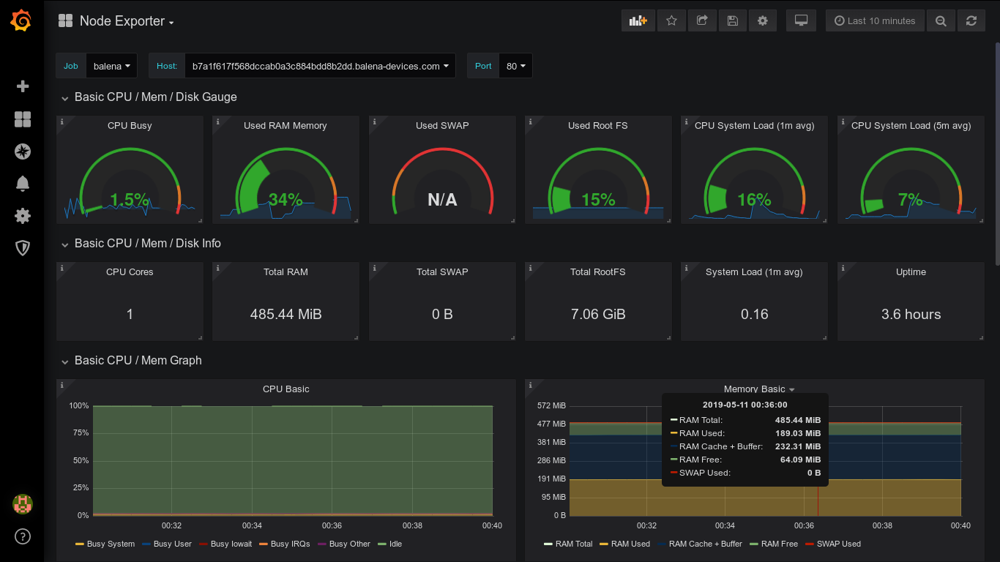 Node Exporter
Last 10 minutes
Job balena Host: b7a1f617f568dccab0a3c884bdd8b2dd.balena-devices.com Port 80
Basic CPU / Mem / Disk Gauge
CPU Busy Used RAM Memory Used SWAP Used Root FS CPU System Load (1m avg) CPU System Load (5m avg)
1.5% 34% N/A 15% 16% 7%
Basic CPU / Mem / Disk Info
CPU Cores Total RAM Total SWAP Total RootFS System Load (1m avg) Uptime
1 485.44 MiB 0 B 7.06 GiB 0.16 3.6 hours
Basic CPU / Mem Graph
CPU Basic
100%
75%
50%
25%
0%
00:32 00:34 00:36 00:38 00:40
Busy System Busy User Busy Iowait Busy IRQs Busy Other Idle
Memory Basic
572 MiB
477 MiB
381 MiB
286 MiB
191 MiB
95 MiB
0 B
2019-05-11 00:36:00
RAM Total: 485.44 MiB
RAM Used: 189.03 MiB
RAM Cache + Buffer: 232.31 MiB
RAM Free: 64.09 MiB
SWAP Used: 0 B
00:32 00:34 00:36 00:38 00:40
RAM Total RAM Used RAM Cache + Buffer RAM Free SWAP Used